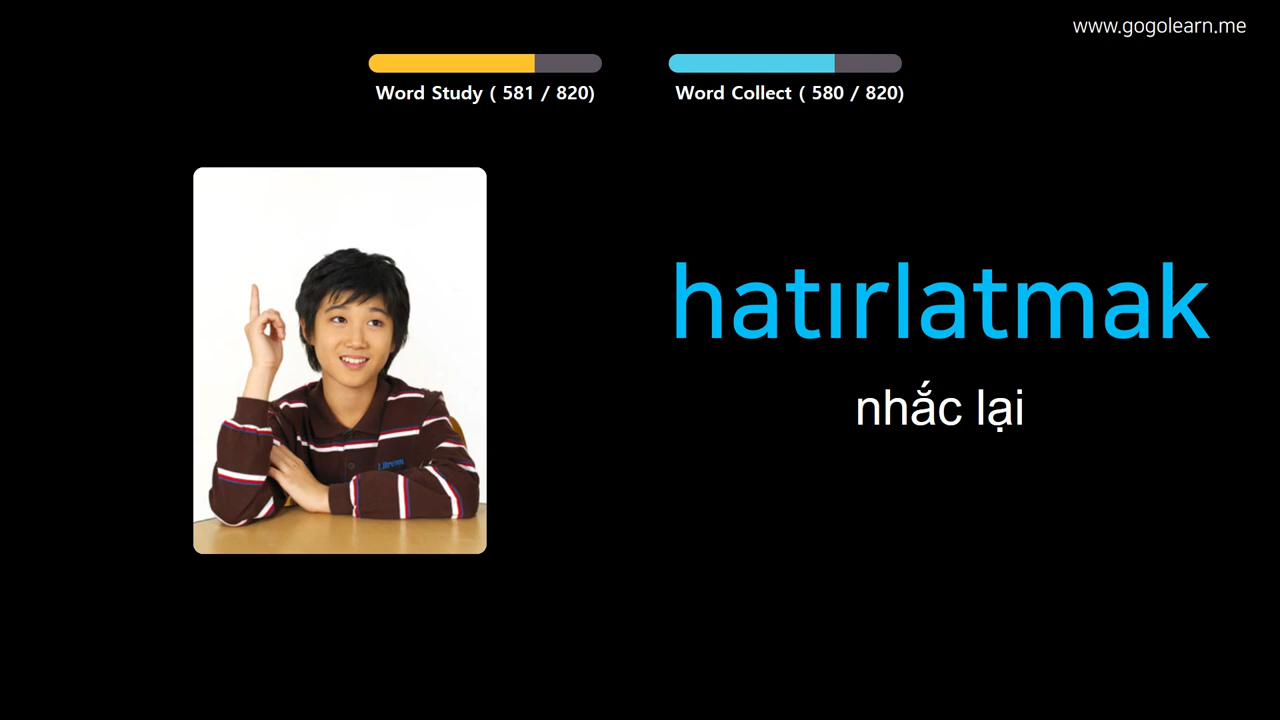 www.gogolearn.me
Word Study ( 581 / 820)
Word Collect ( 580 / 820)
hatırlatmak
nhắc lại